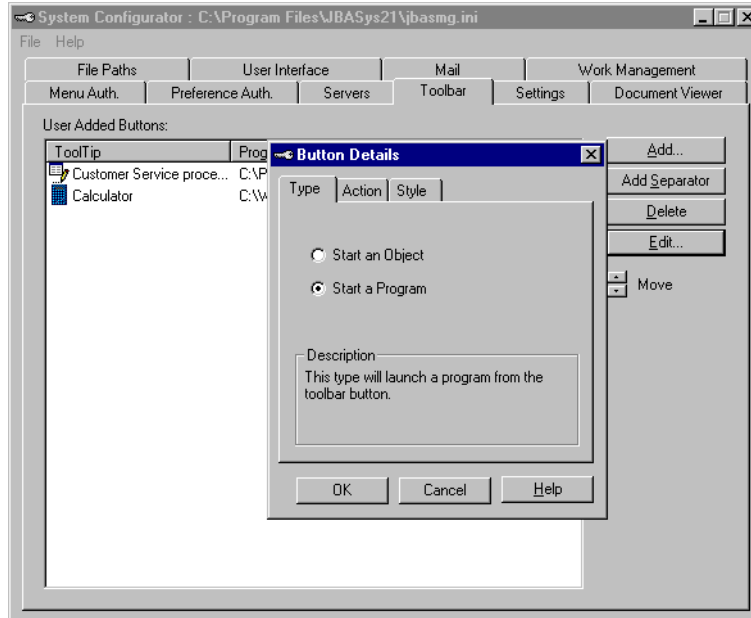 System Configurator : C:\Program Files\JBASys21\jbasmg.ini
File Help
File Paths User Interface Mail Work Management
Menu Auth. Preference Auth. Servers Toolbar Settings Document Viewer
User Added Buttons:
ToolTip Prog
Customer Service proce... C:\P
Calculator C:\W
Button Details
Type Action Style
Start an Object
Start a Program
Description
This type will launch a program from the
toolbar button.
OK Cancel Help
Add...
Add Separator
Delete
Edit...
Move